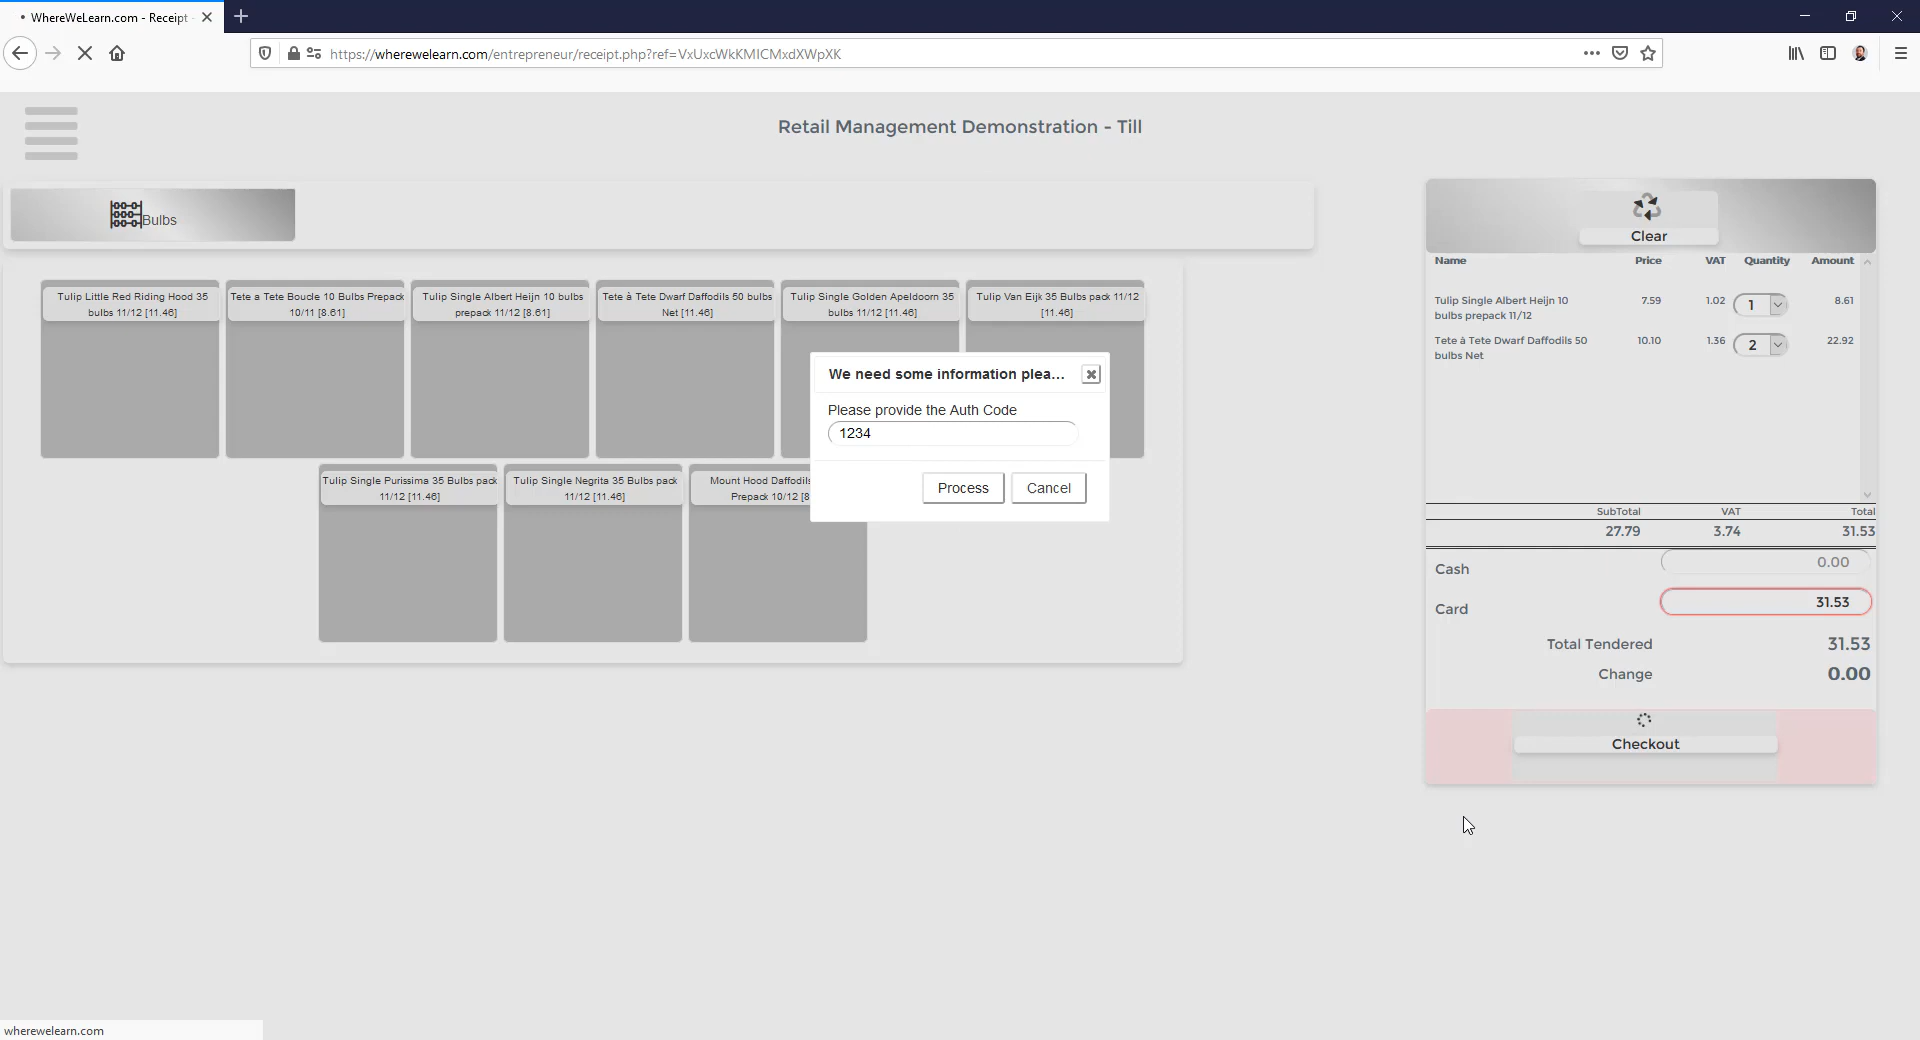 WhereWeLearn.com - Receipt -
https://wherewelearn.com/entrepreneur/receipt.php?ref=VxUxcWkKMICMxdXWpXK
Retail Management Demonstration - Till
Bulbs
Clear
Name Price VAT Quantity Amount
Tulip Single Albert Heijn 10 bulbs prepack 11/12 7.59 1.02 1 8.61
Tete à Tete Dwarf Daffodils 50 bulbs Net 10.10 1.36 2 22.92
Tulip Little Red Riding Hood 35
bulbs 11/12 [11.46]
Tete a Tete Boucle 10 Bulbs Prepack
10/11 [8.61]
Tulip Single Albert Heijn 10 bulbs
prepack 11/12 [8.61]
Tete à Tete Dwarf Daffodils 50 bulbs
Net [11.46]
Tulip Single Golden Apeldoorn 35
bulbs 11/12 [11.46]
Tulip Van Eijk 35 Bulbs pack 11/12
[11.46]
We need some information plea...
Please provide the Auth Code
1234
Process Cancel
Tulip Single Purissima 35 Bulbs pack
11/12 [11.46]
Tulip Single Negrita 35 Bulbs pack
11/12 [11.46]
Mount Hood Daffodils
Prepack 10/12 [8
SubTotal VAT Total
27.79 3.74 31.53
Cash 0.00
Card 31.53
Total Tendered 31.53
Change 0.00
Checkout
wherewelearn.com